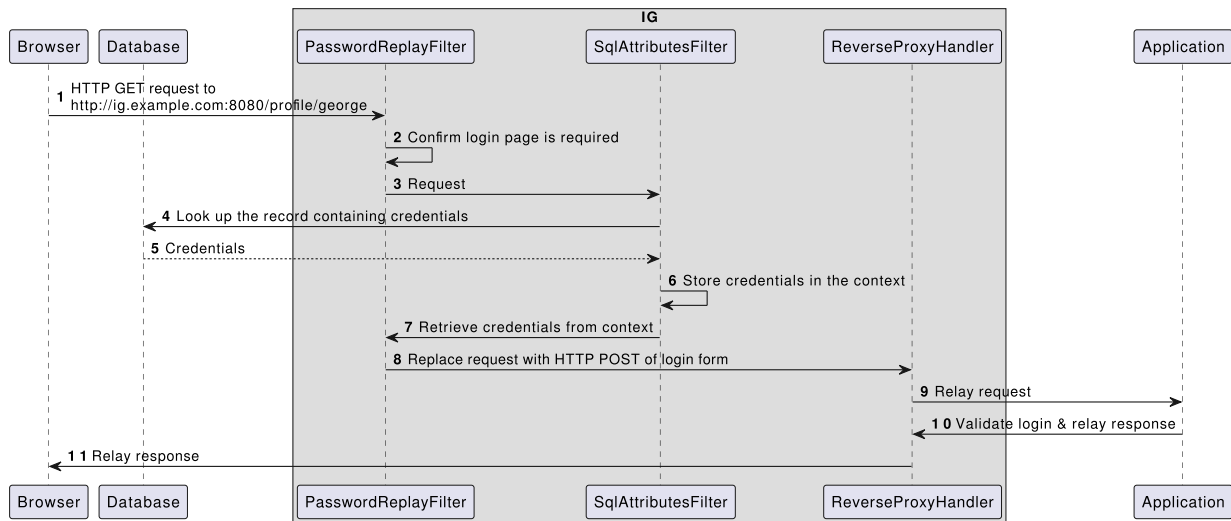 IG
Browser
Database
PasswordReplayFilter
SqlAttributesFilter
ReverseProxyHandler
Application
1 HTTP GET request to
http://ig.example.com:8080/profile/george
2 Confirm login page is required
3 Request
4 Look up the record containing credentials
5 Credentials
6 Store credentials in the context
7 Retrieve credentials from context
8 Replace request with HTTP POST of login form
9 Relay request
10 Validate login & relay response
11 Relay response
Browser
Database
PasswordReplayFilter
SqlAttributesFilter
ReverseProxyHandler
Application